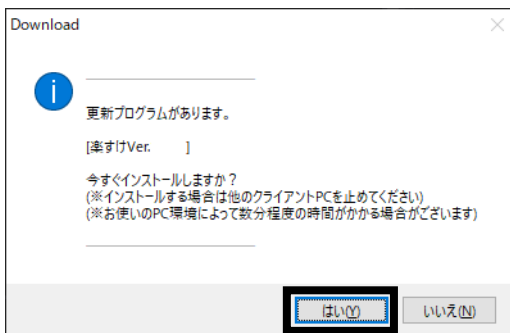 Download
更新プログラムがあります。
[楽すけVer. ]
今すぐインストールしますか？
(※インストールする場合は他のクライアントPCを止めてください)
(※お使いのPC環境によって数分程度の時間がかかる場合がございます)
はい(Y)
いいえ(N)